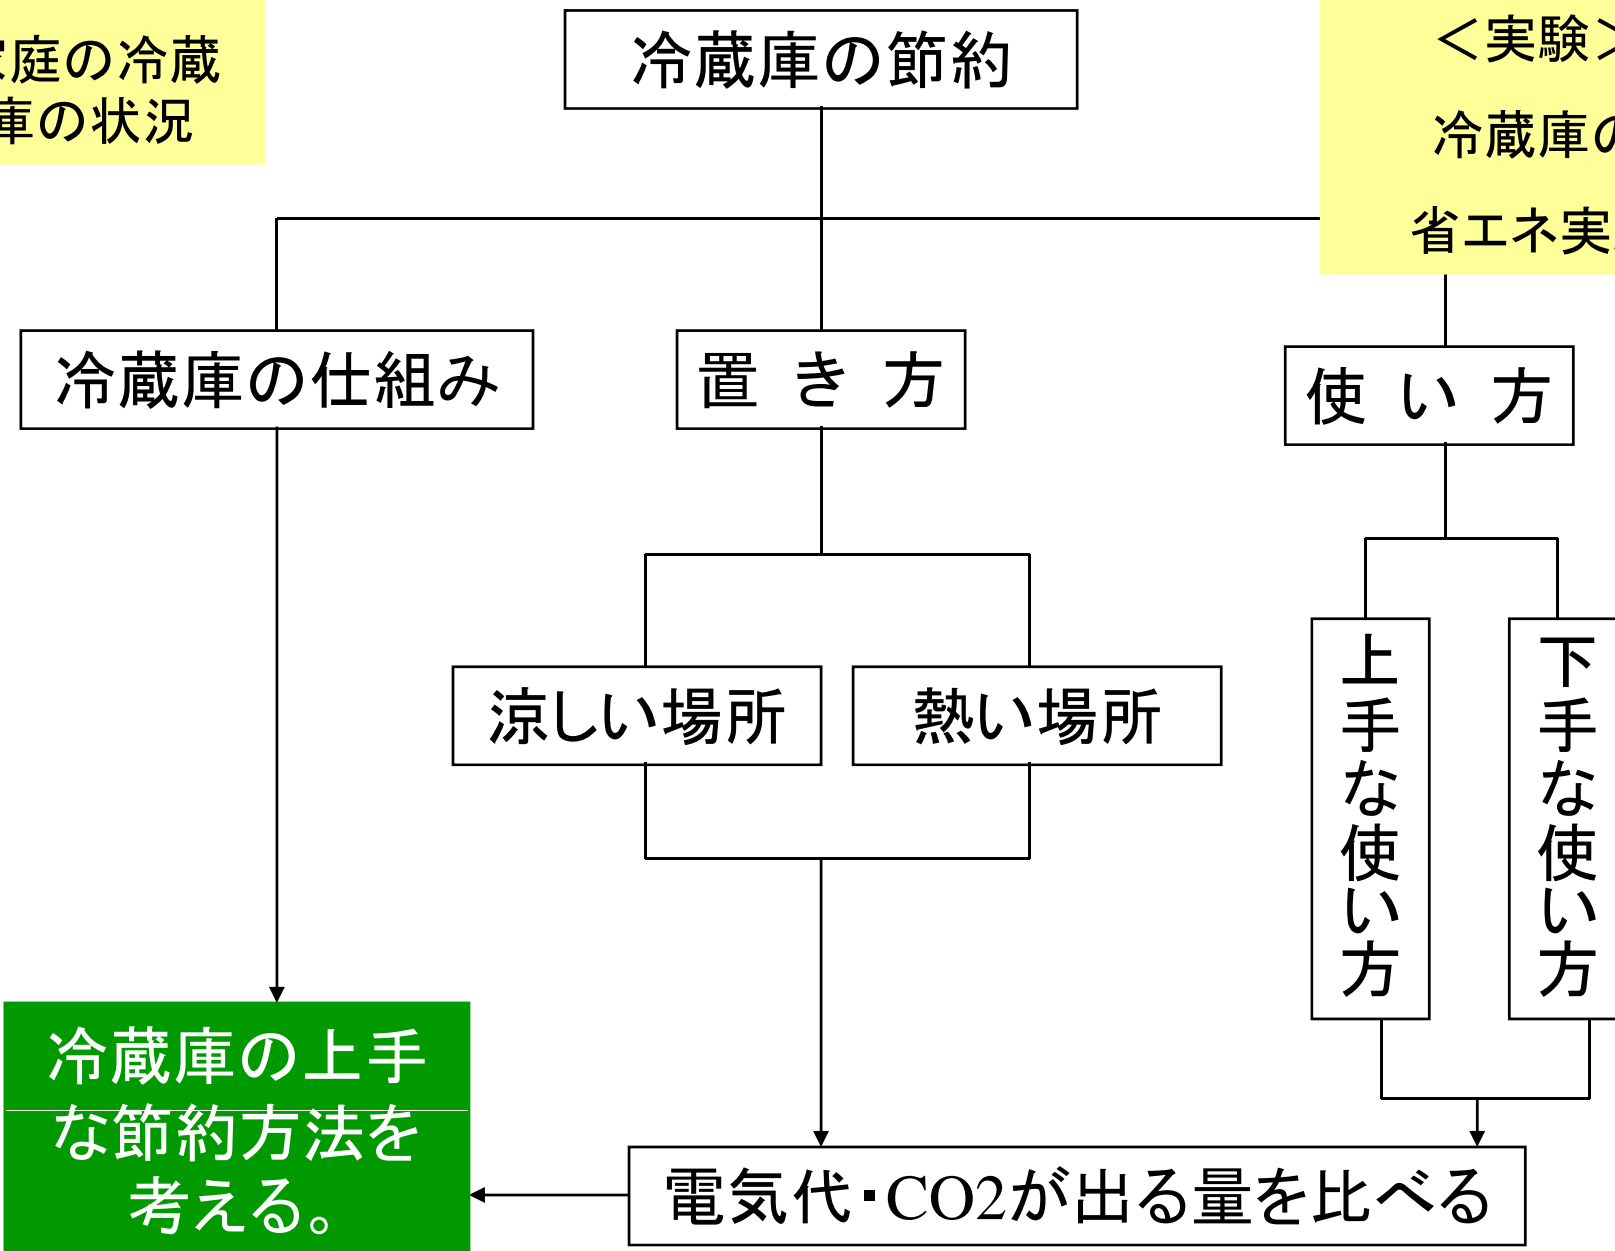 庭の冷蔵
庫の状況
冷蔵庫の節約
＜実験＞
冷蔵庫の
省エネ実
冷蔵庫の仕組み
置き方
使い方
涼しい場所
熱い場所
上手な使い方
下手な使い方
冷蔵庫の上手
な節約方法を
考える。
電気代・CO2が出る量を比べる